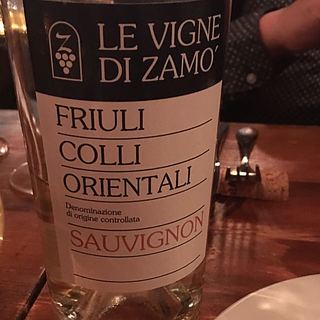 Z
LE VIGNE
DI ZAMO´
FRIULI
COLLI
ORIENTALI
Denominazione
di origine controllata
SAUVIGNON